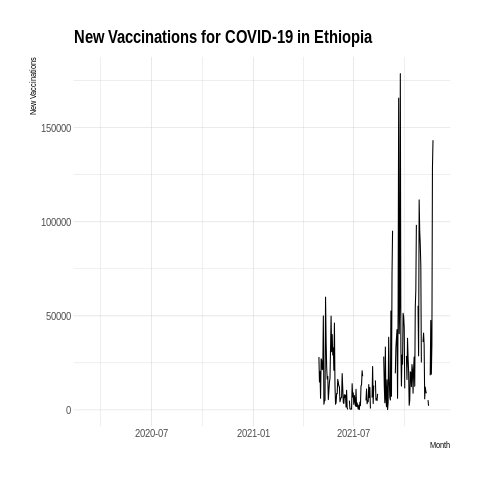 New Vaccinations for COVID-19 in Ethiopia
New Vaccinations
150000
100000
50000
0
2020-07 2021-01 2021-07
Month